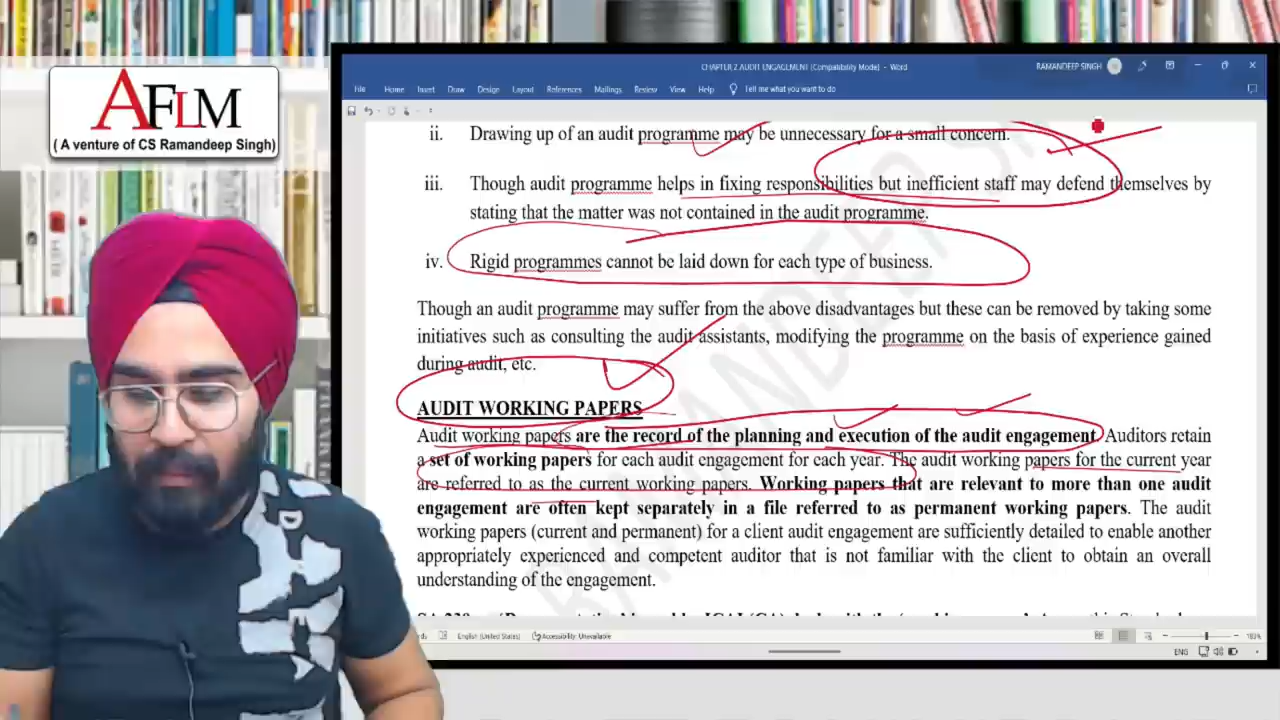 AFLM
( A venture of CS Ramandeep Singh)
CHAPTER 2 AUDIT ENGAGEMENT [Compatibility Mode] - Word
RAMANDEEP SINGH
File Home Insert Draw Design Layout References Mailings Review View Help Tell me what you want to do
ii. Drawing up of an audit programme may be unnecessary for a small concern.
iii. Though audit programme helps in fixing responsibilities but inefficient staff may defend themselves by
stating that the matter was not contained in the audit programme.
iv. Rigid programmes cannot be laid down for each type of business.
Though an audit programme may suffer from the above disadvantages but these can be removed by taking some
initiatives such as consulting the audit assistants, modifying the programme on the basis of experience gained
during audit, etc.
AUDIT WORKING PAPERS
Audit working papers are the record of the planning and execution of the audit engagement. Auditors retain
a set of working papers for each audit engagement for each year. The audit working papers for the current year
are referred to as the current working papers. Working papers that are relevant to more than one audit
engagement are often kept separately in a file referred to as permanent working papers. The audit
working papers (current and permanent) for a client audit engagement are sufficiently detailed to enable another
appropriately experienced and competent auditor that is not familiar with the client to obtain an overall
understanding of the engagement.
English (United States) Accessibility: Unavailable
ENG